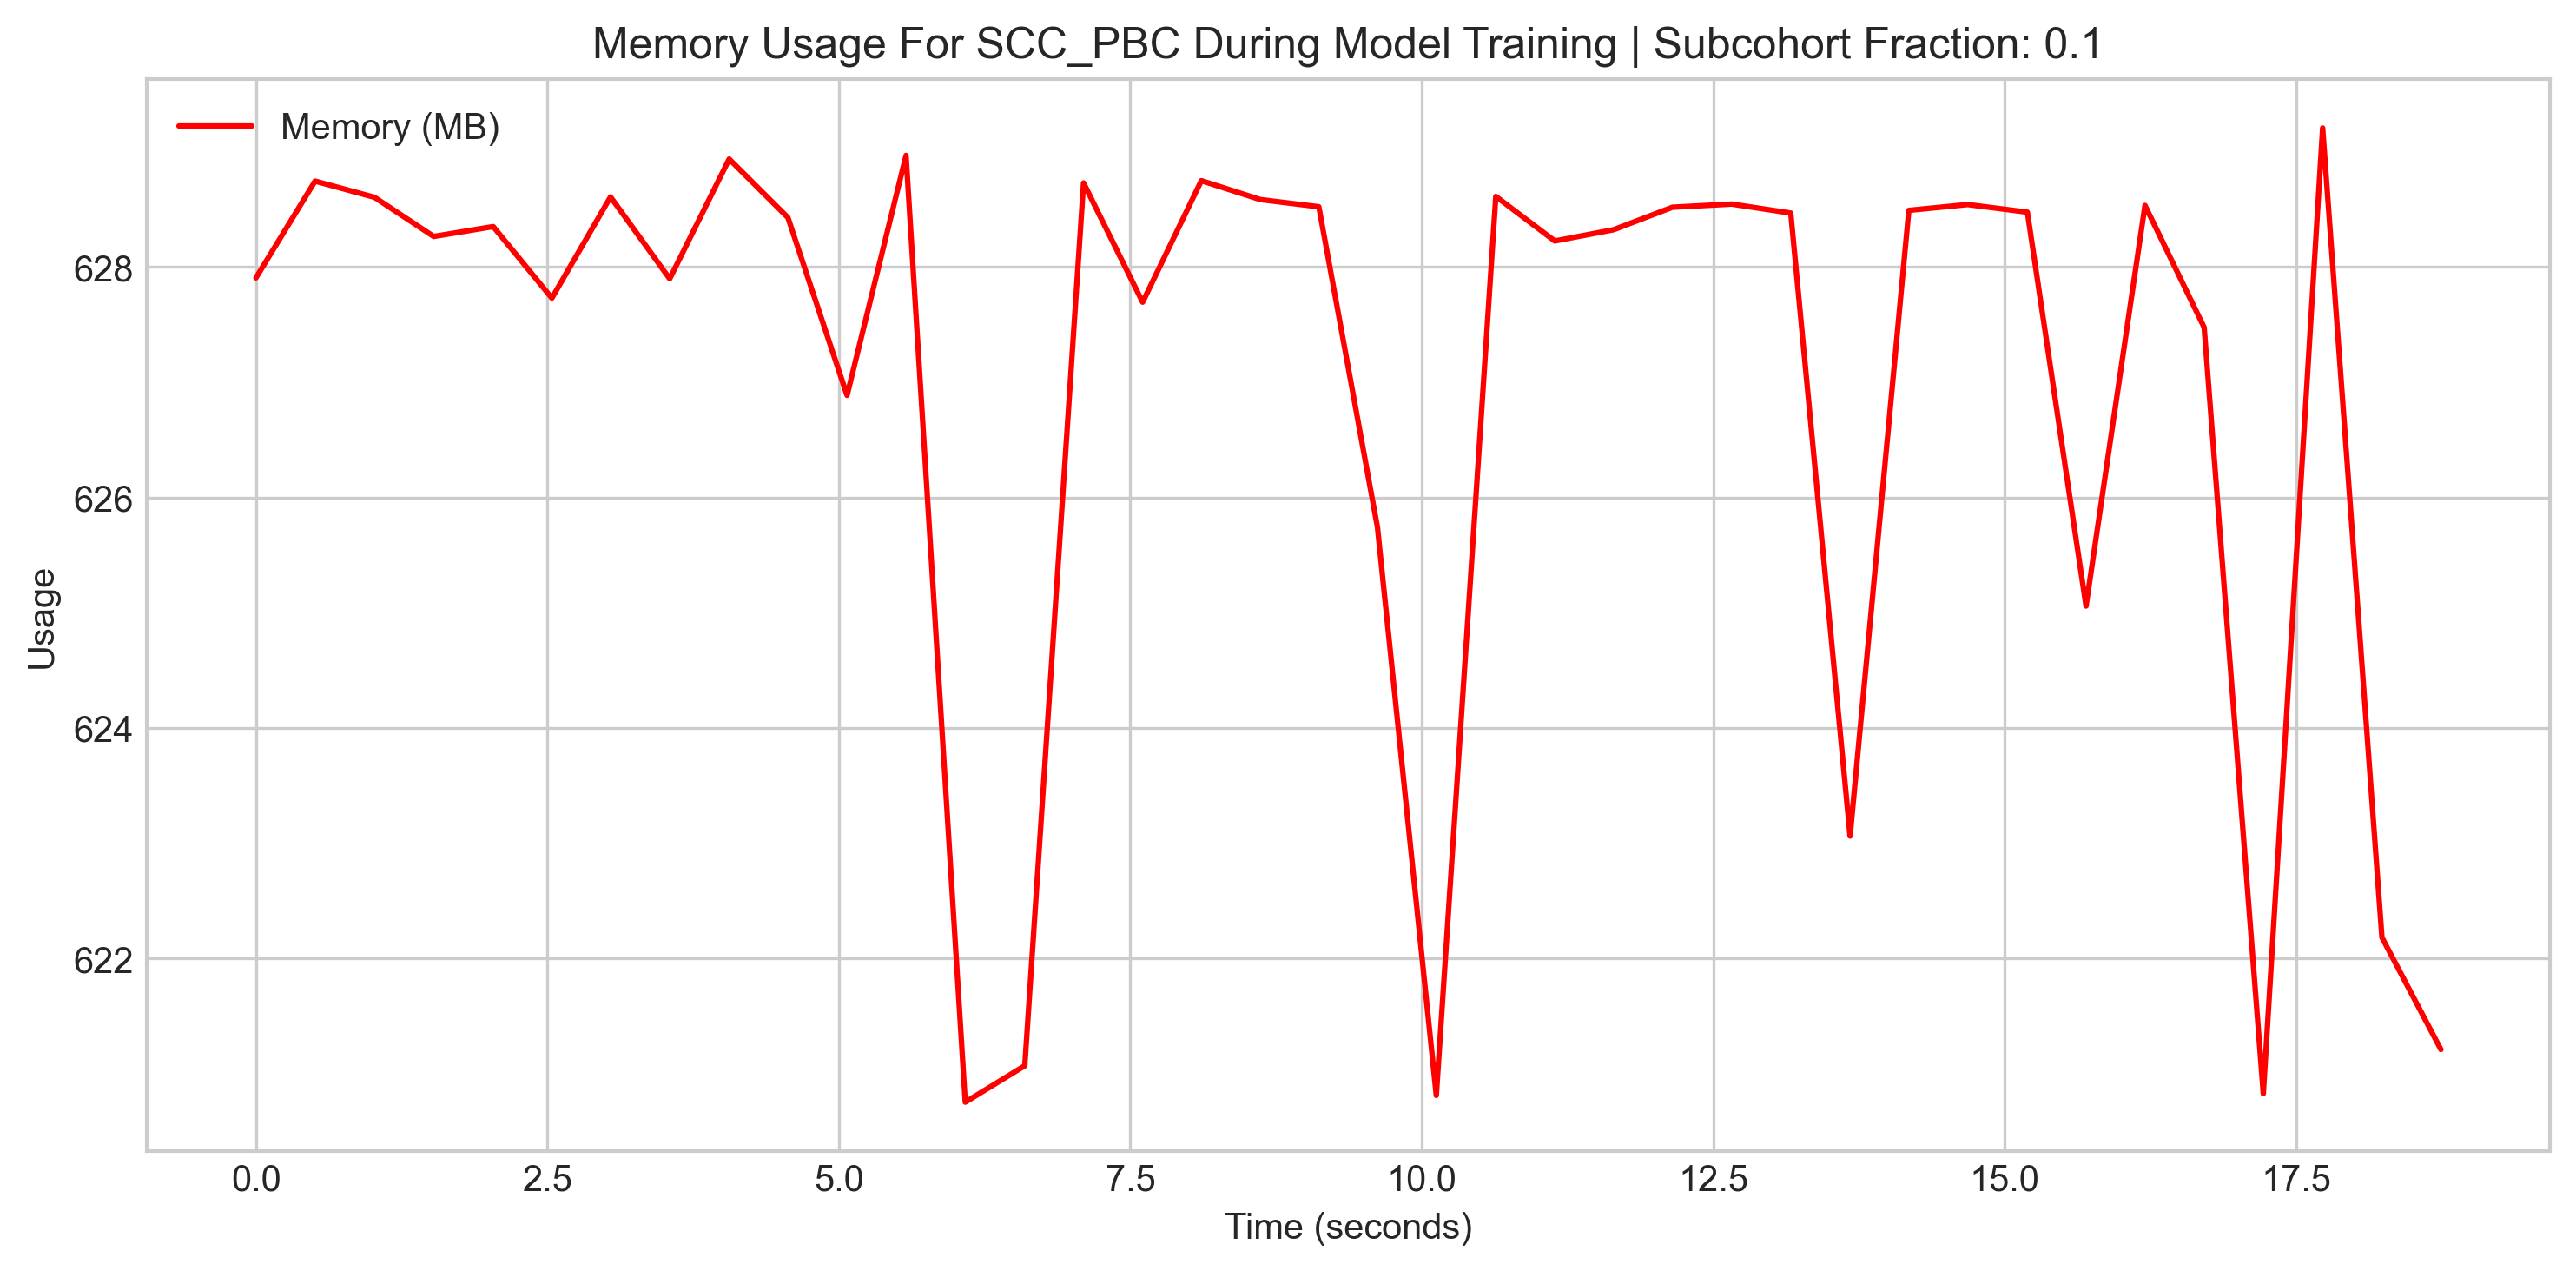 Memory Usage For SCC_PBC During Model Training | Subcohort Fraction: 0.1
Memory (MB)
628
626
624
622
Usage
0.0 2.5 5.0 7.5 10.0 12.5 15.0 17.5
Time (seconds)